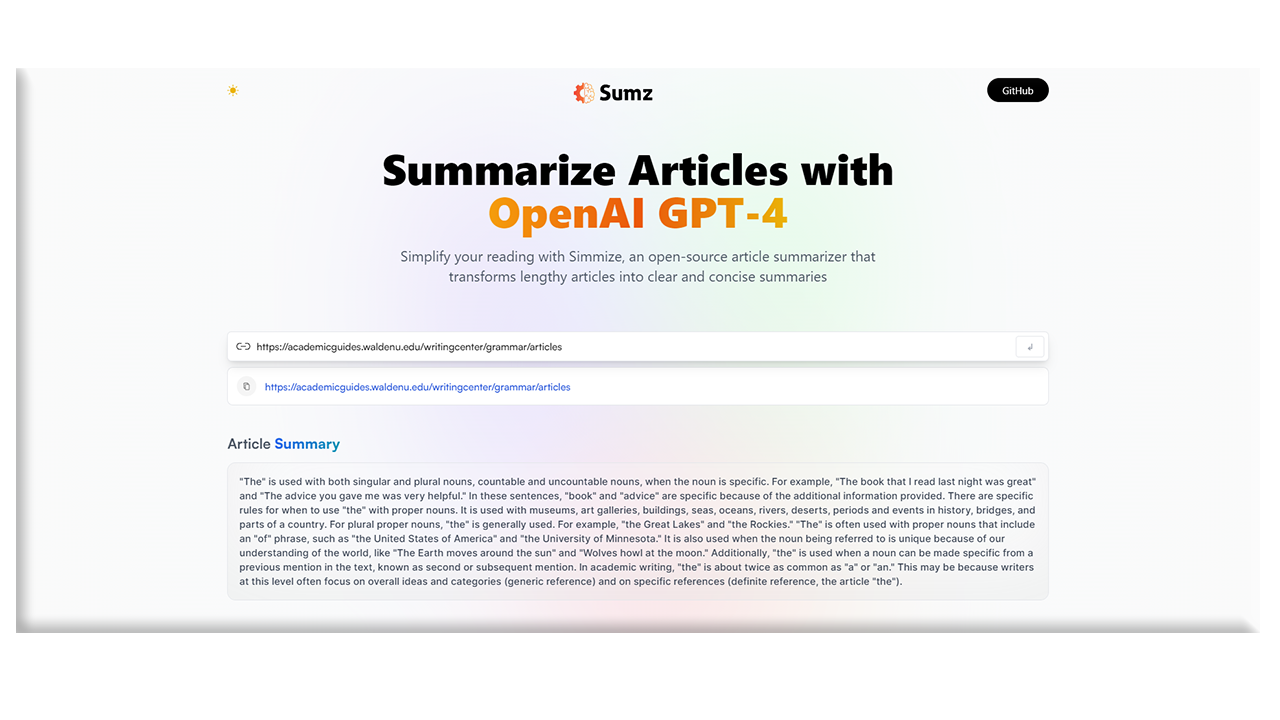 Sumz
GitHub
Summarize Articles with
OpenAI GPT-4
Simplify your reading with Simmize, an open-source article summarizer that
transforms lengthy articles into clear and concise summaries
https://academicguides.waldenu.edu/writingcenter/grammar/articles
https://academicguides.waldenu.edu/writingcenter/grammar/articles
Article Summary
"The" is used with both singular and plural nouns, countable and uncountable nouns, when the noun is specific. For example, "The book that I read last night was great"
and "The advice you gave me was very helpful." In these sentences, "book" and "advice" are specific because of the additional information provided. There are specific
rules for when to use "the" with proper nouns. It is used with museums, art galleries, buildings, seas, oceans, rivers, deserts, periods and events in history, bridges, and
parts of a country. For plural proper nouns, "the" is generally used. For example, "the Great Lakes" and "the Rockies." "The" is often used with proper nouns that include
an "of" phrase, such as "the United States of America" and "the University of Minnesota." It is also used when the noun being referred to is unique because of our
understanding of the world, like "The Earth moves around the sun" and "Wolves howl at the moon." Additionally, "the" is used when a noun can be made specific from a
previous mention in the text, known as second or subsequent mention. In academic writing, "the" is about twice as common as "a" or "an." This may be because writers
at this level often focus on overall ideas and categories (generic reference) and on specific references (definite reference, the article "the").